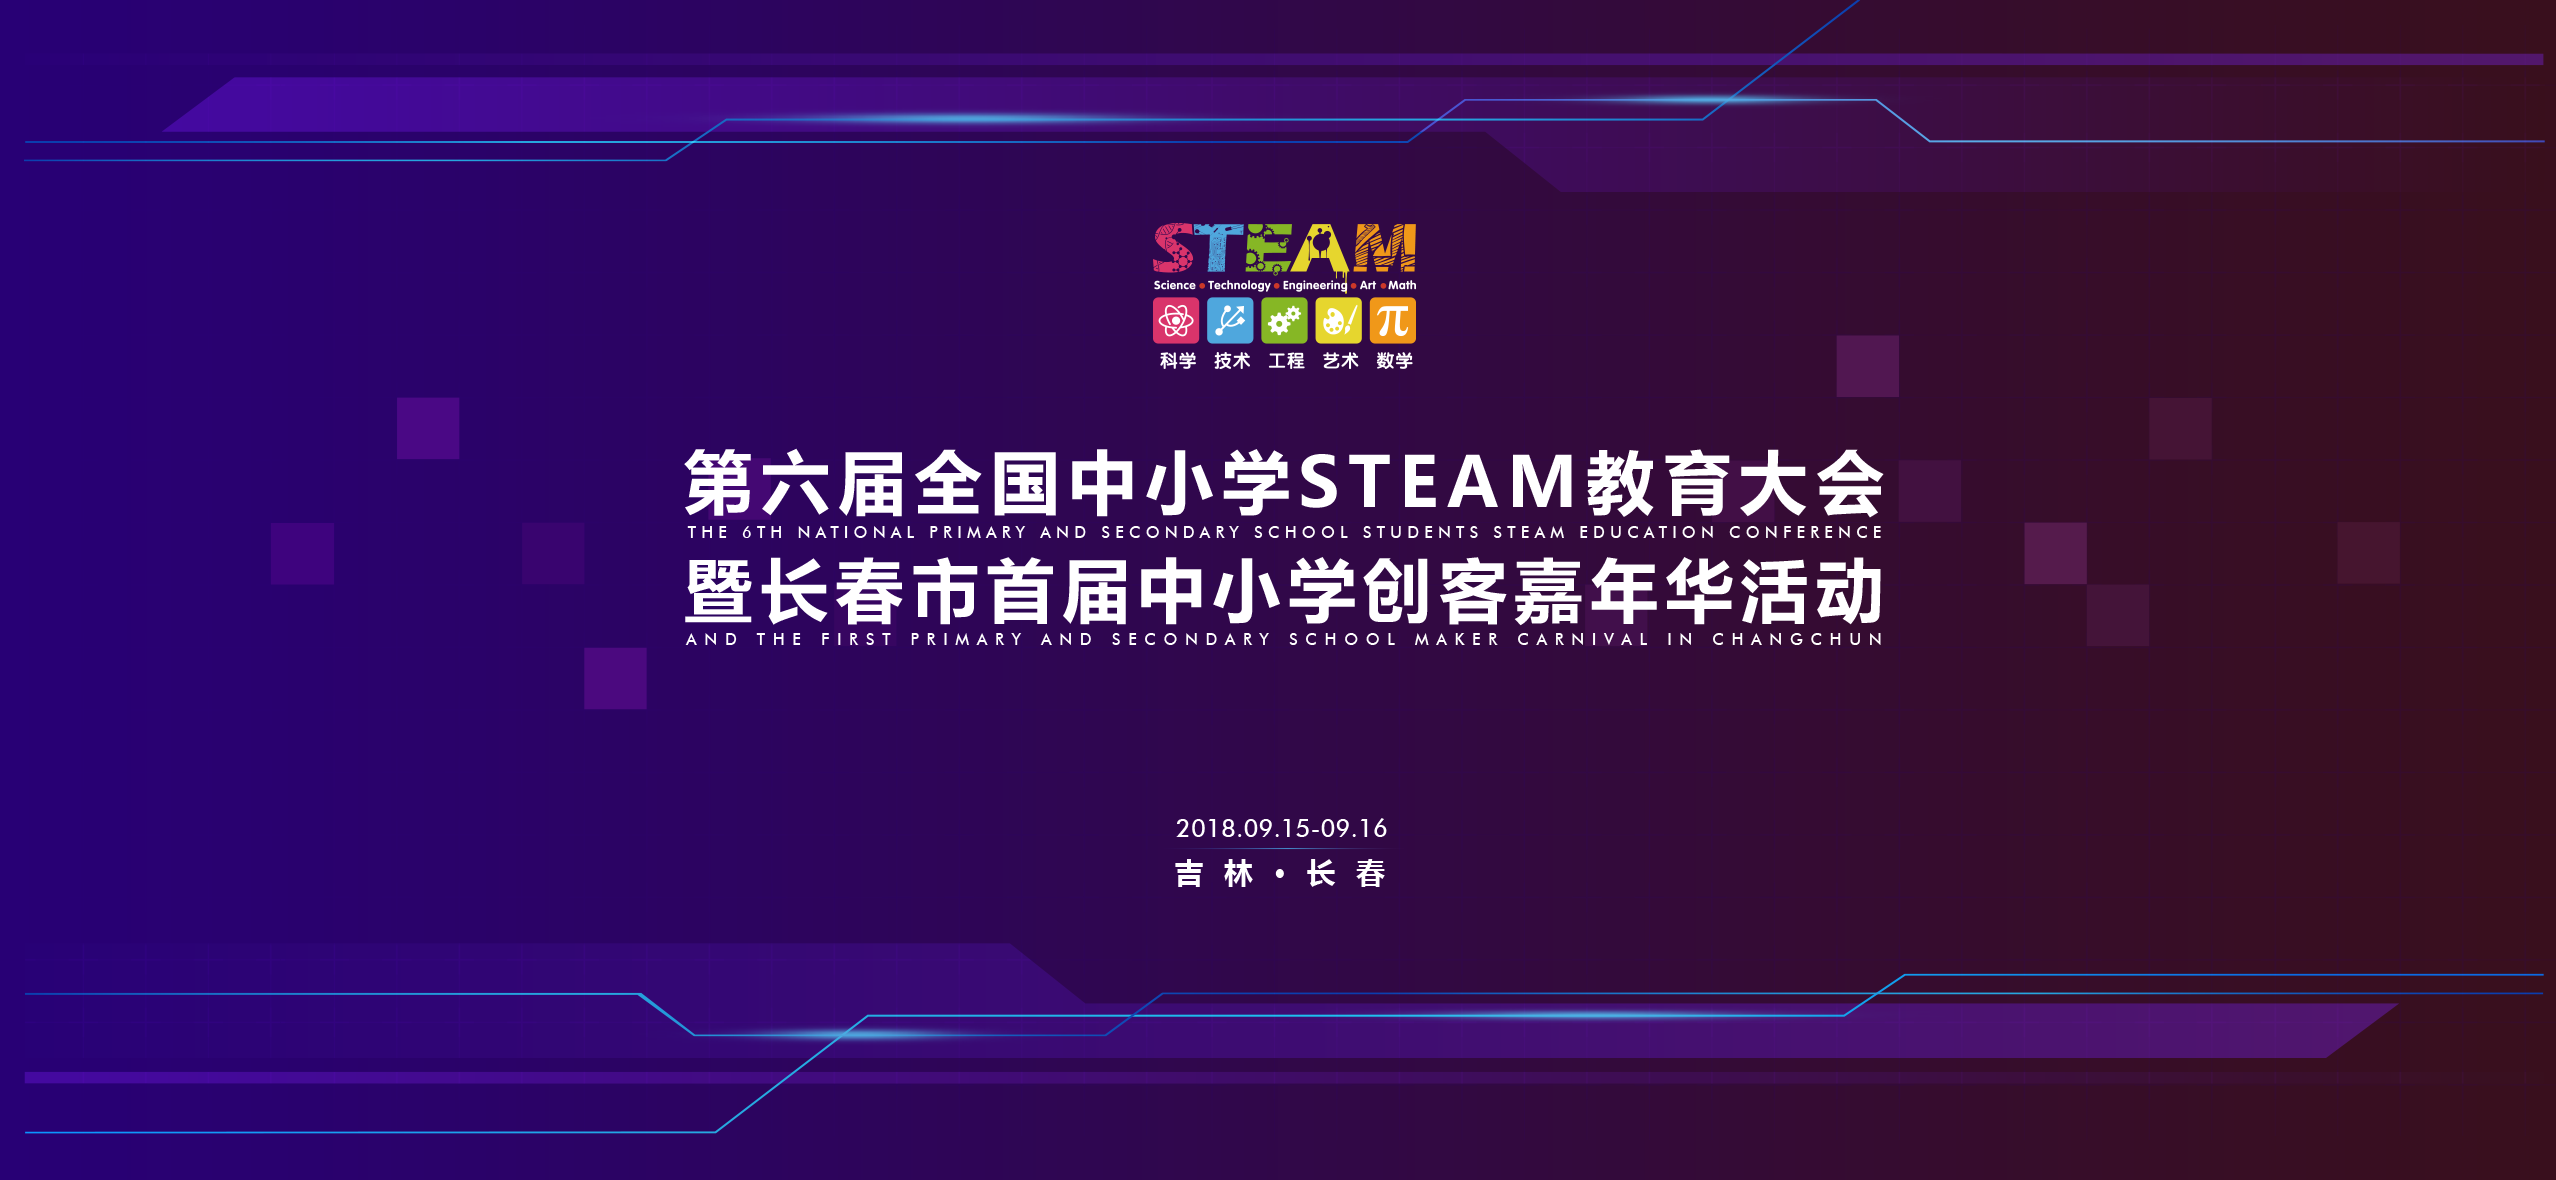 STEAM
Science • Technology • Engineering • Art • Math
π
科学 技术 工程 艺术 数学
第六届全国中小学STEAM教育大会
THE 6TH NATIONAL PRIMARY AND SECONDARY SCHOOL STUDENTS STEAM EDUCATION CONFERENCE
暨长春市首届中小学创客嘉年华活动
AND THE FIRST PRIMARY AND SECONDARY SCHOOL MAKER CARNIVAL IN CHANGCHUN
2018.09.15-09.16
吉林·长春